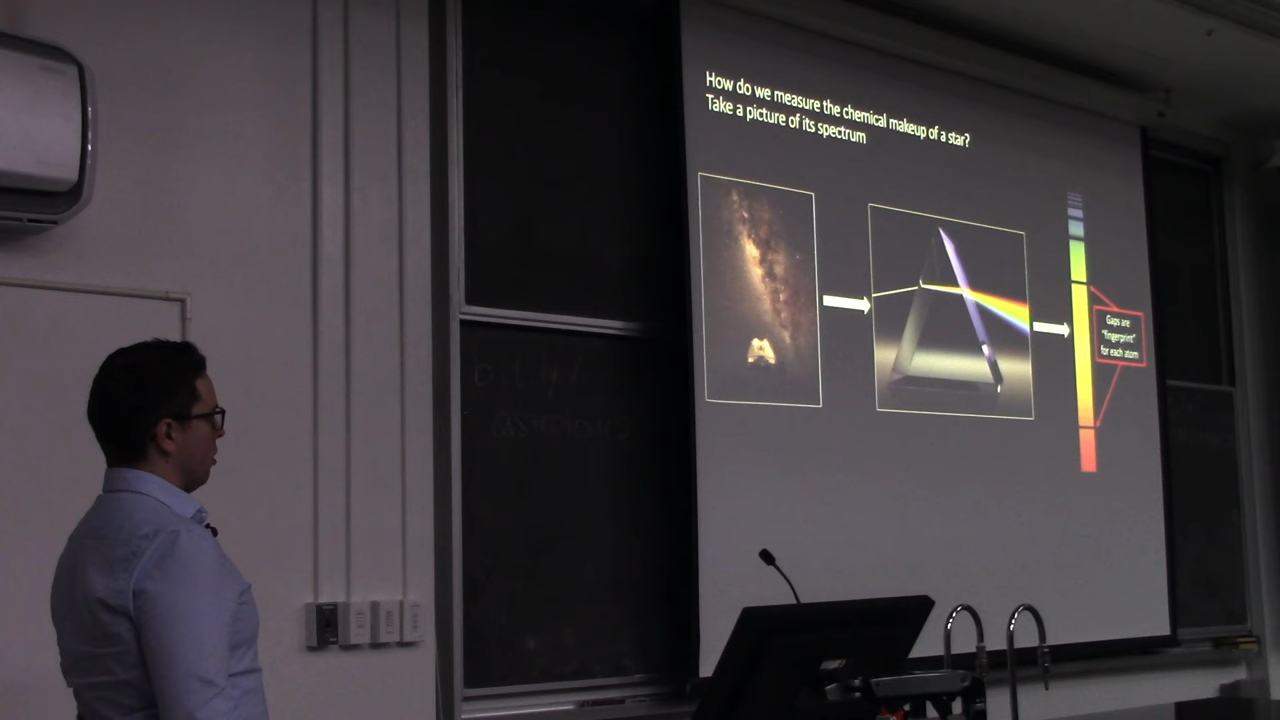 How do we measure the chemical makeup of a star?
Take a picture of its spectrum
Gaps are
"fingerprint"
for each atom